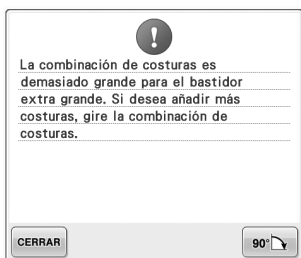 La combinación de costuras es
demasiado grande para el bastidor
extra grande. Si desea añadir más
costuras, gire la combinación de
costuras.
CERRAR
90°